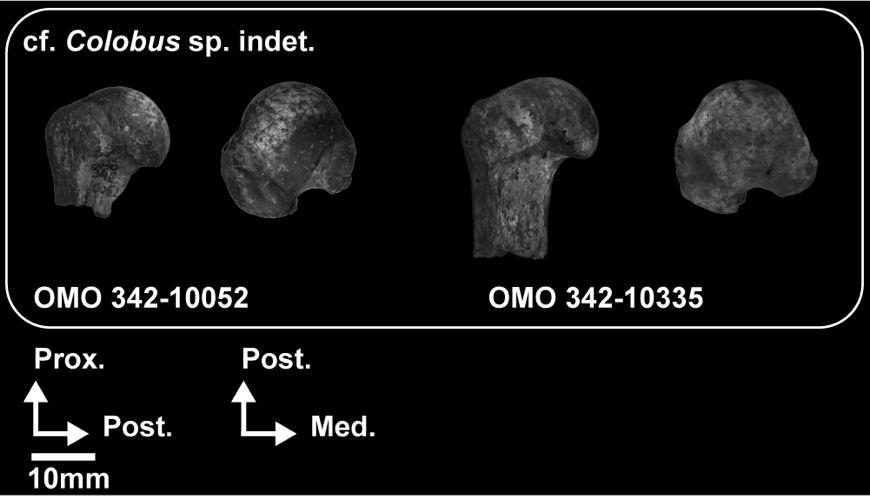 cf. Colobus sp. indet.
OMO 342-10052
OMO 342-10335
Prox.
Post.
Post.
Med.
10mm